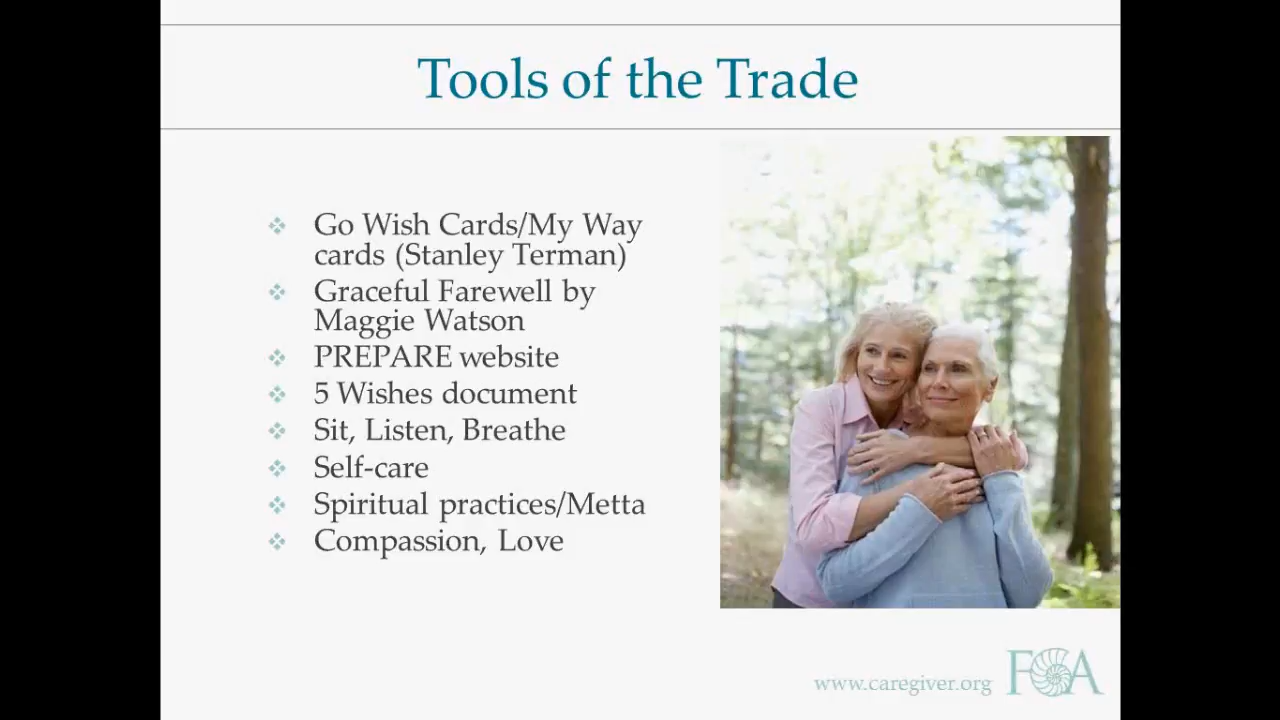 Tools of the Trade
Go Wish Cards/My Way
cards (Stanley Terman)
Graceful Farewell by
Maggie Watson
PREPARE website
5 Wishes document
Sit, Listen, Breathe
Self-care
Spiritual practices/Metta
Compassion, Love
www.caregiver.org FCA